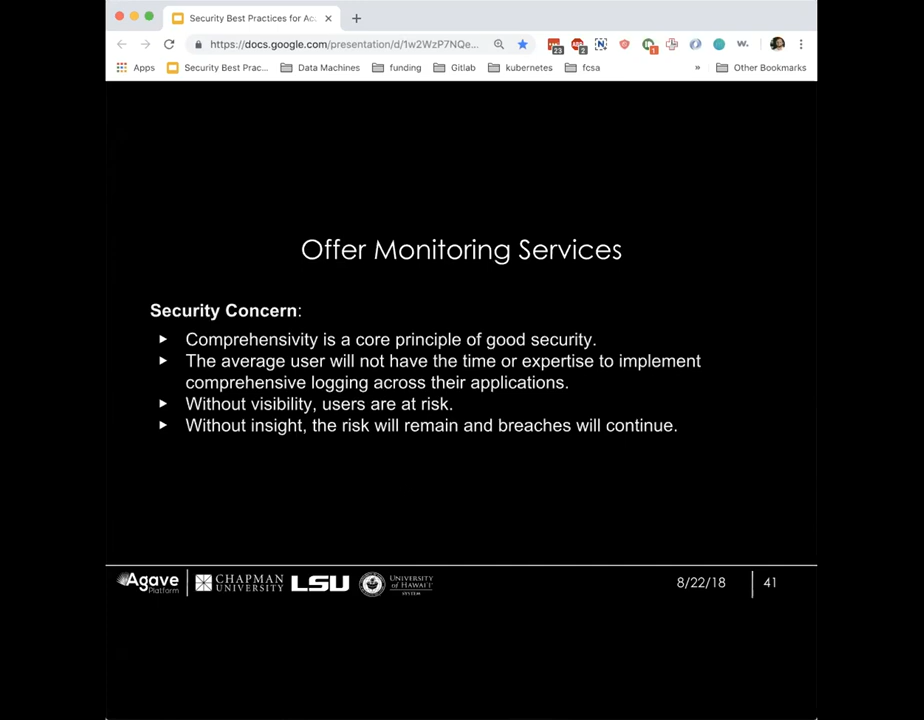 Security Best Practices for Ac
https://docs.google.com/presentation/d/1w2WzP7NQe...
23
2
N
1
w.
Apps
Security Best Prac...
Data Machines
funding
Gitlab
kubernetes
fcsa
»
Other Bookmarks
Offer Monitoring Services
Security Concern:
Comprehensivity is a core principle of good security.
The average user will not have the time or expertise to implement
comprehensive logging across their applications.
Without visibility, users are at risk.
Without insight, the risk will remain and breaches will continue.
Agave
Platform
CHAPMAN
UNIVERSITY
LSU
UNIVERSITY
of HAWAI'I
SYSTEM
8/22/18
41